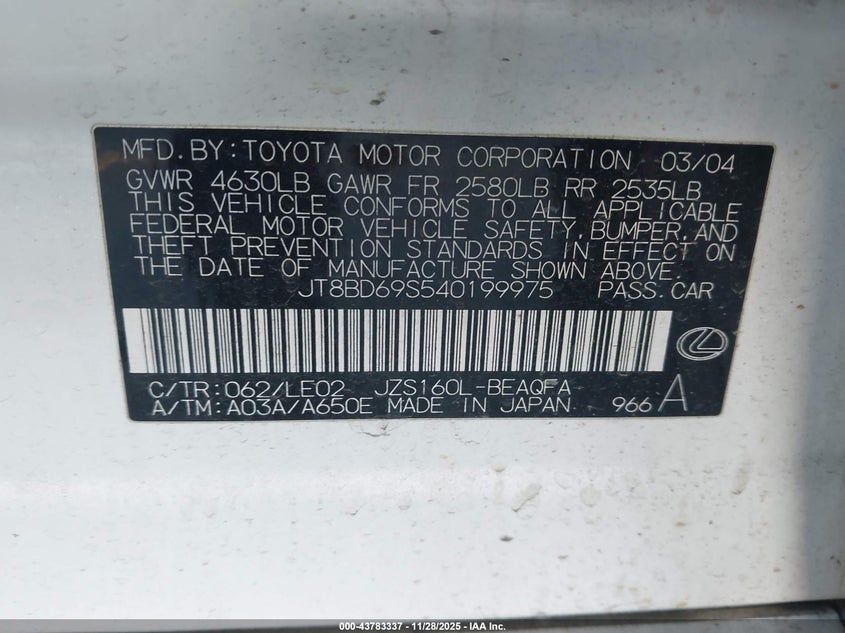 MFD.BY:TOYOTA MOTOR CORPORATION 03/04
GVWR 4630LB GAWR FR 2580LB RR 2535LB
THIS VEHICLE CONFORMS TO ALL APPLICABLE
FEDERAL MOTOR VEHICLE SAFETY,BUMPER,AND
THEFT PREVENTION STANDARDS IN EFFECT ON
THE DATE OF MANUFACTURE SHOWN ABOVE.
JT8BD69S540199975 PASS.CAR
C/TR:062/LE02 JZS160L-BEAQFA
A/TM:A03A/A650E MADE IN JAPAN 966 A
000-43783337 - 11/28/2025 - IAA Inc.